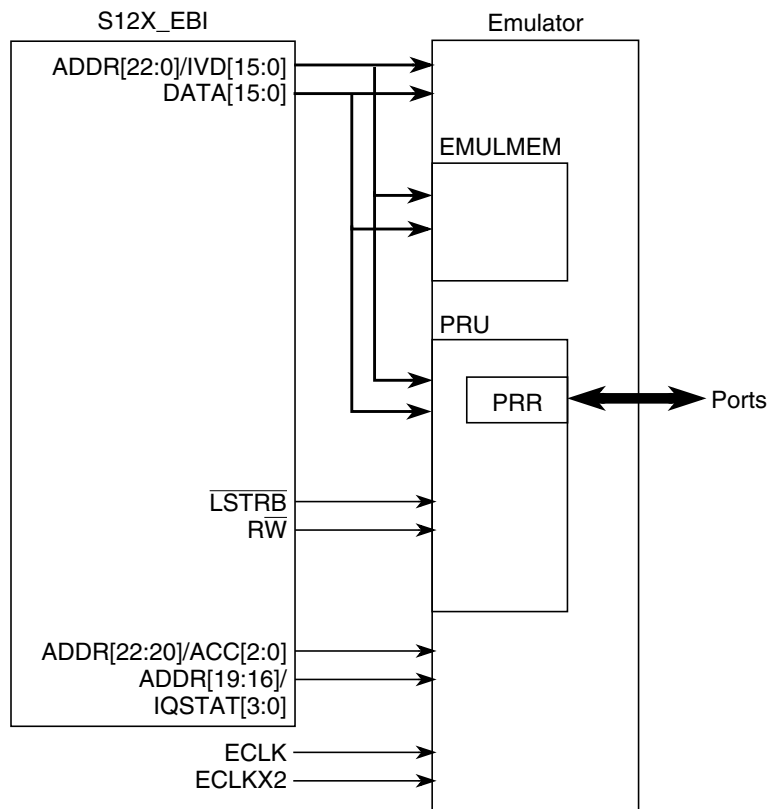 S12X_EBI
Emulator
ADDR[22:0]/IVD[15:0]
DATA[15:0]
EMULMEM
PRU
PRR
Ports
LSTRB
RW
ADDR[22:20]/ACC[2:0]
ADDR[19:16]/
IQSTAT[3:0]
ECLK
ECLKX2